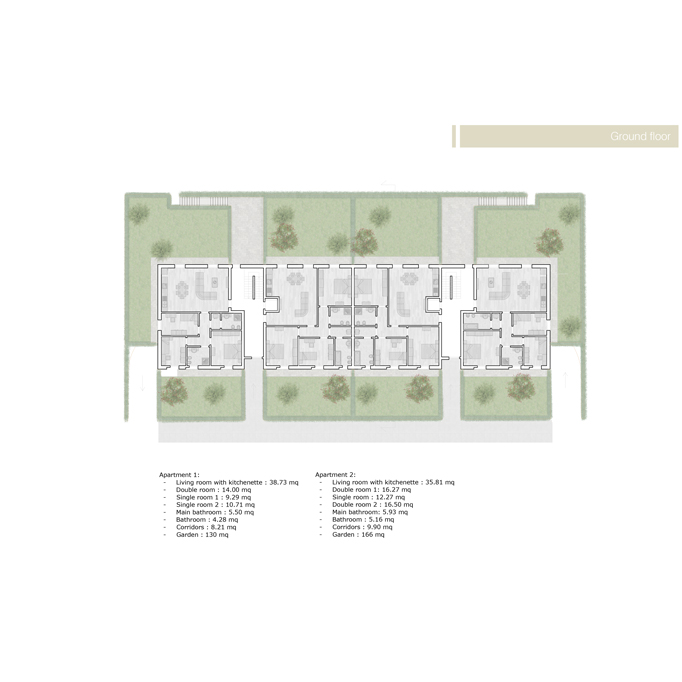 Ground floor
Apartment 1:
- Living room with kitchenette : 38.73 mq
- Double room : 14.00 mq
- Single room 1 : 9.29 mq
- Single room 2 : 10.71 mq
- Main bathroom : 5.50 mq
- Bathroom : 4.28 mq
- Corridors : 8.21 mq
- Garden : 130 mq
Apartment 2:
- Living room with kitchenette : 35.81 mq
- Double room 1: 16.27 mq
- Single room : 12.27 mq
- Double room 2 : 16.50 mq
- Main bathroom: 5.93 mq
- Bathroom : 5.16 mq
- Corridors : 9.90 mq
- Garden : 166 mq